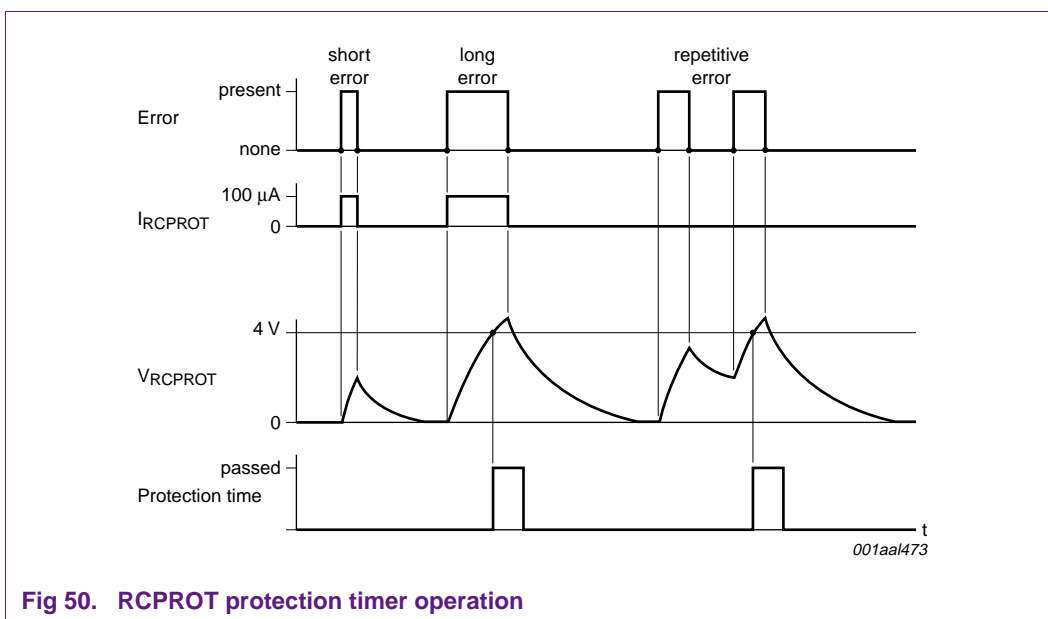 short
error
long
error
repetitive
error
present
Error
none
100 μA
IRCPROT
0
4 V
VRCPROT
0
passed
Protection time
t
001aal473
Fig 50. RCPROT protection timer operation